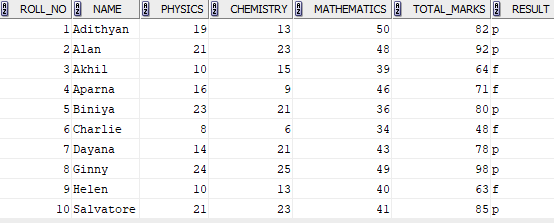 ROLL_NO NAME PHYSICS CHEMISTRY MATHEMATICS TOTAL_MARKS RESULT
1 Adithyan 19 13 50 82 p
2 Alan 21 23 48 92 p
3 Akhil 10 15 39 64 f
4 Aparna 16 9 46 71 f
5 Biniya 23 21 36 80 p
6 Charlie 8 6 34 48 f
7 Dayana 14 21 43 78 p
8 Ginny 24 25 49 98 p
9 Helen 10 13 40 63 f
10 Salvatore 21 23 41 85 p